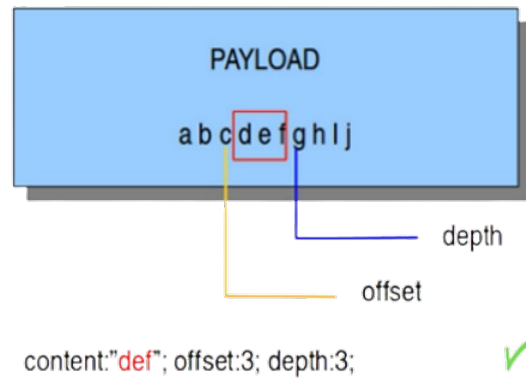 PAYLOAD
a b c d e f g h I j
depth
offset
content:”def”; offset:3; depth:3;